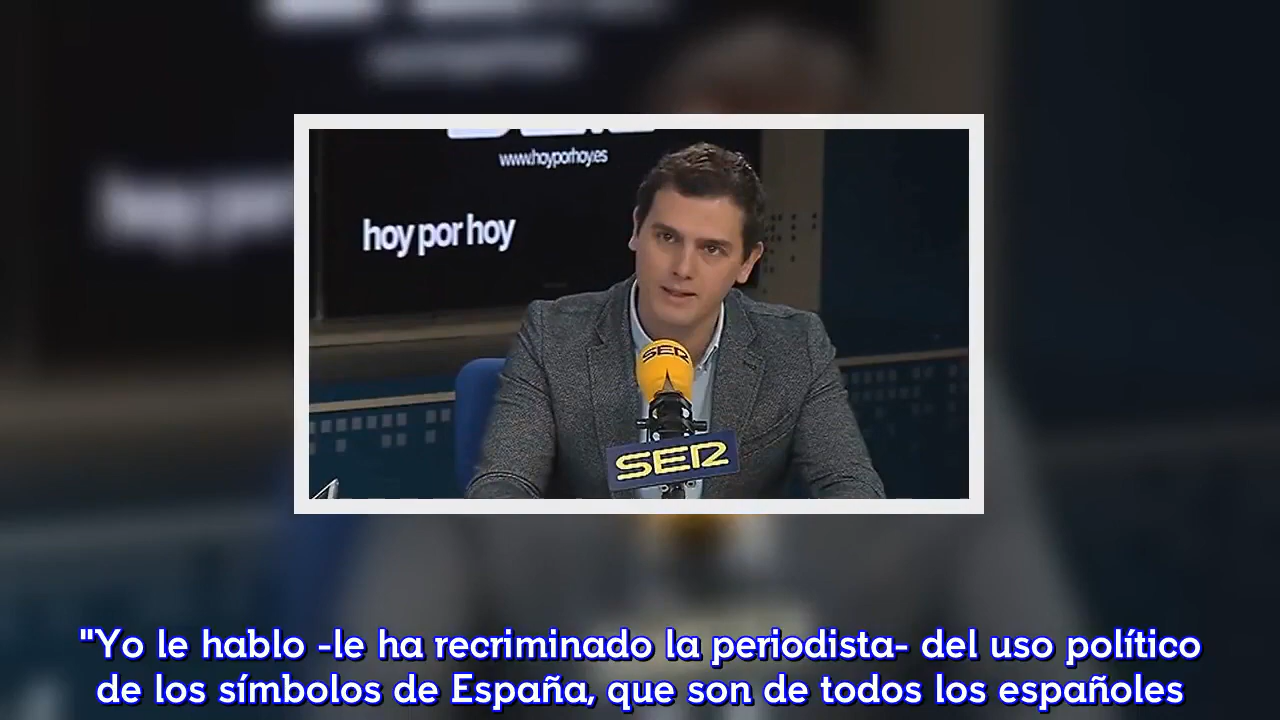 www.hoyporhoy.es
hoy por hoy
SER
SER
"Yo le hablo -le ha recriminado la periodista- del uso político
de los símbolos de España, que son de todos los españoles